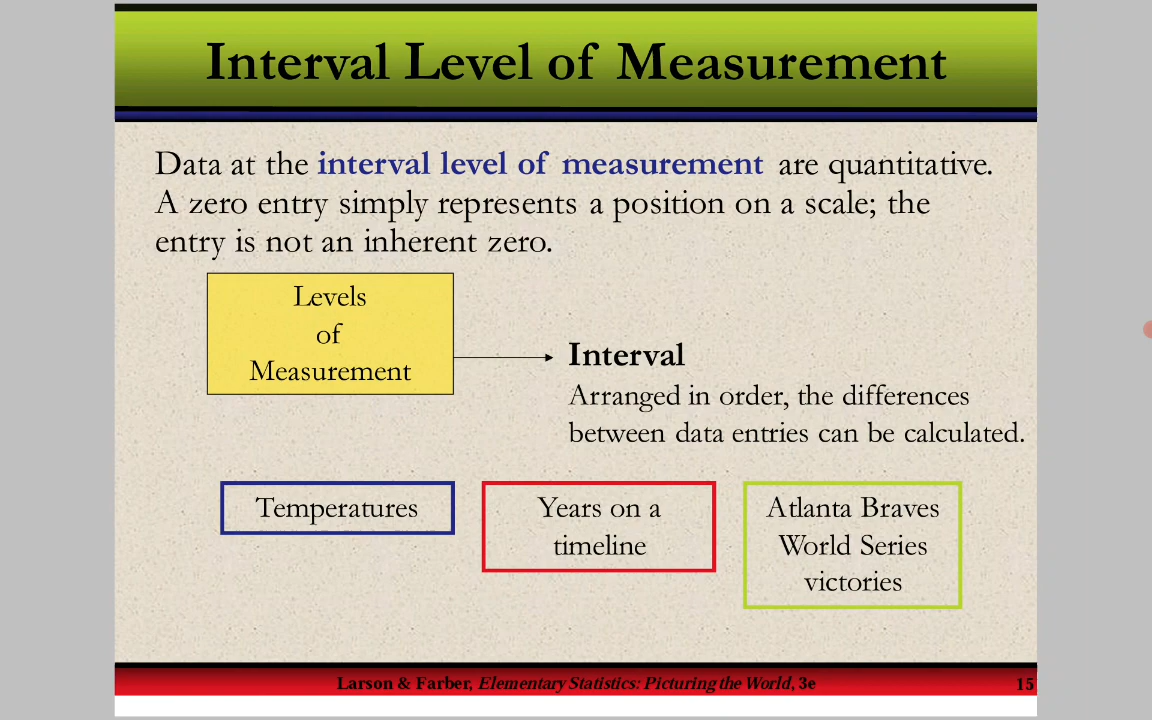 Interval Level of Measurement
Data at the interval level of measurement are quantitative.
A zero entry simply represents a position on a scale; the
entry is not an inherent zero.
Levels
of
Measurement
Interval
Arranged in order, the differences
between data entries can be calculated.
Temperatures
Years on a
timeline
Atlanta Braves
World Series
victories
Larson & Farber, Elementary Statistics: Picturing the World, 3e
15